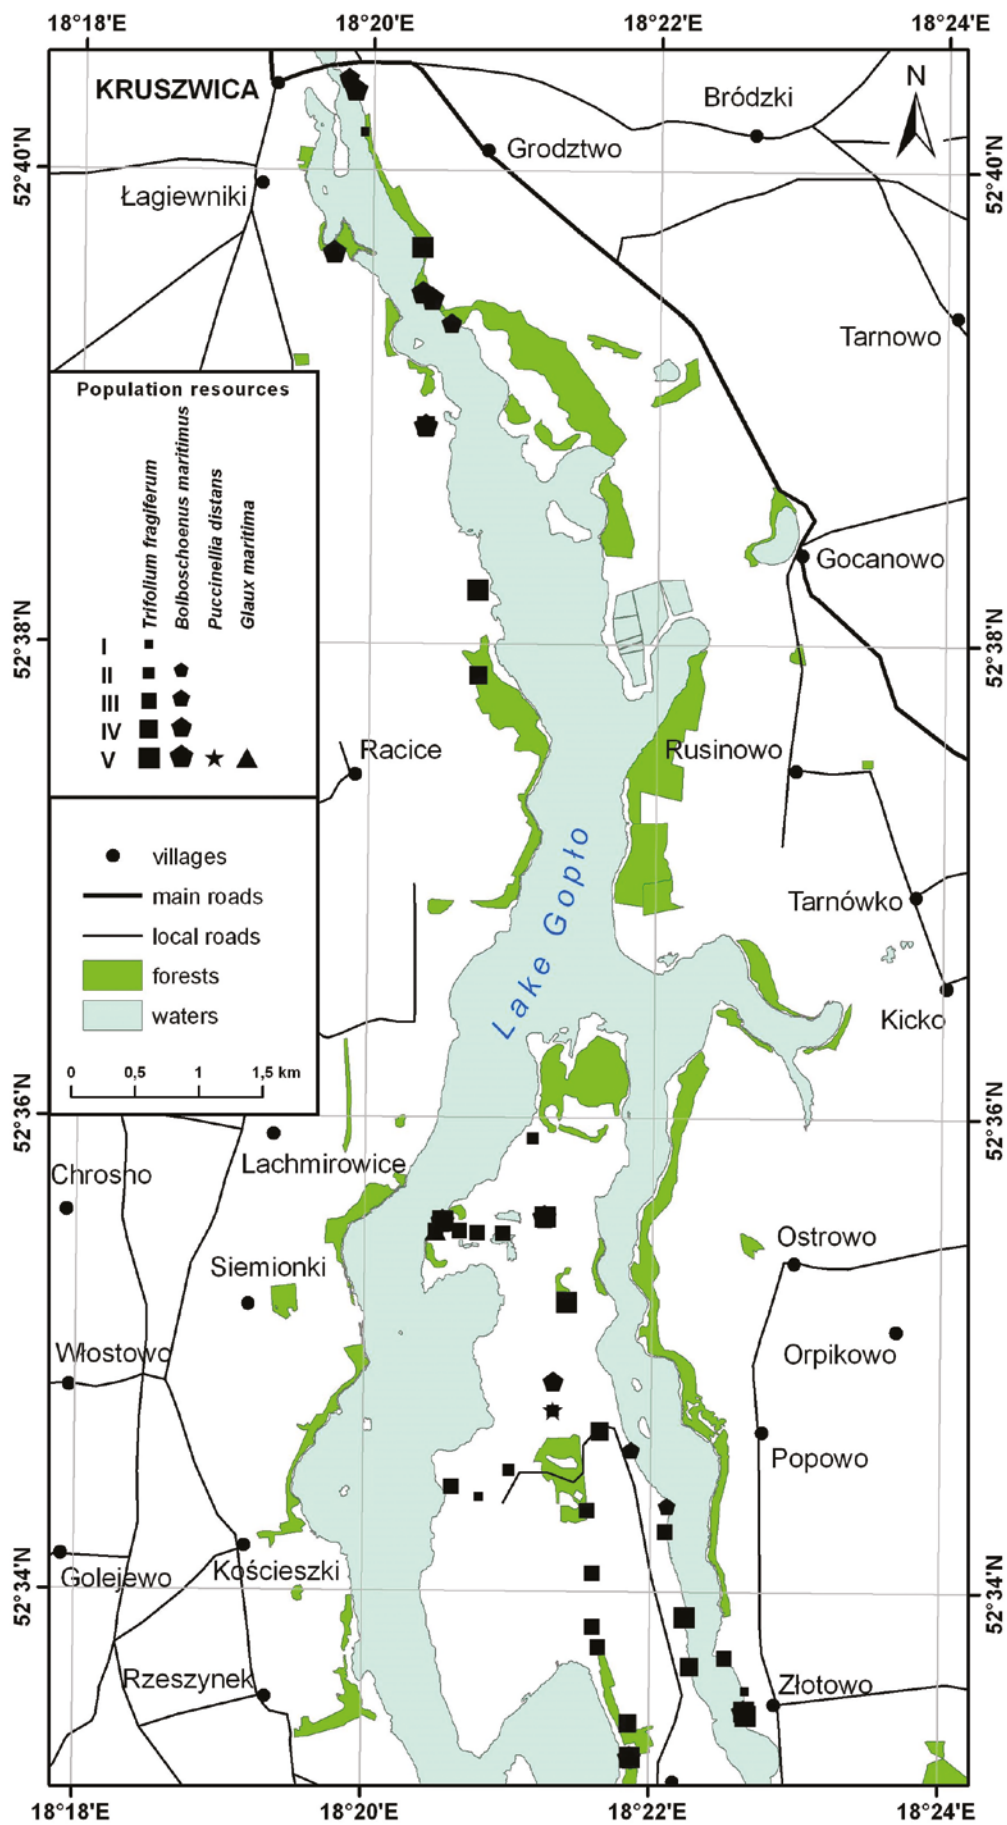 18°18'E 18°20'E 18°22'E 18°24'E
N
KRUSZWICA
Bródzki
Grodztwo
52°40'N 52°40'N
Łagiewniki
Tarnowo
Population resources
Trifolium fragiferum
Bolboschoenus maritimus
Puccinellia distans
Glaux maritima
I
II
III
IV
V
Gocanowo
52°38'N 52°38'N
Racice
Rusinowo
villages
main roads
local roads
forests
waters
0 0,5 1 1,5 km
Lake Gopło
Tarnówko
Kicko
52°36'N 52°36'N
Lachmirowice
Chrosno
Ostrowo
Siemionki
Orpikowo
Włostowo
Popowo
Kościeszki
Golejewo
52°34'N 52°34'N
Rzeszynek
Złotowo
18°18'E 18°20'E 18°22'E 18°24'E